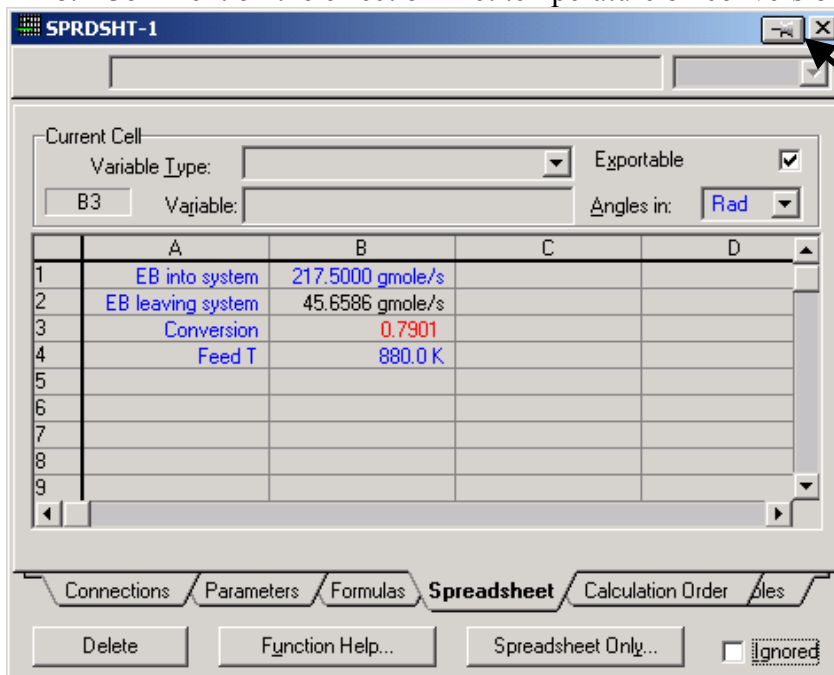 SPRDSHT-1
Current Cell
Variable Type:
Exportable
B3
Variable:
Angles in:
Rad
A B C D
1 EB into system 217.5000 gmole/s
2 EB leaving system 45.6586 gmole/s
3 Conversion 0.7901
4 Feed T 880.0 K
5
6
7
8
9
Connections Parameters Formulas Spreadsheet Calculation Order
Delete Function Help... Spreadsheet Only... Ignored